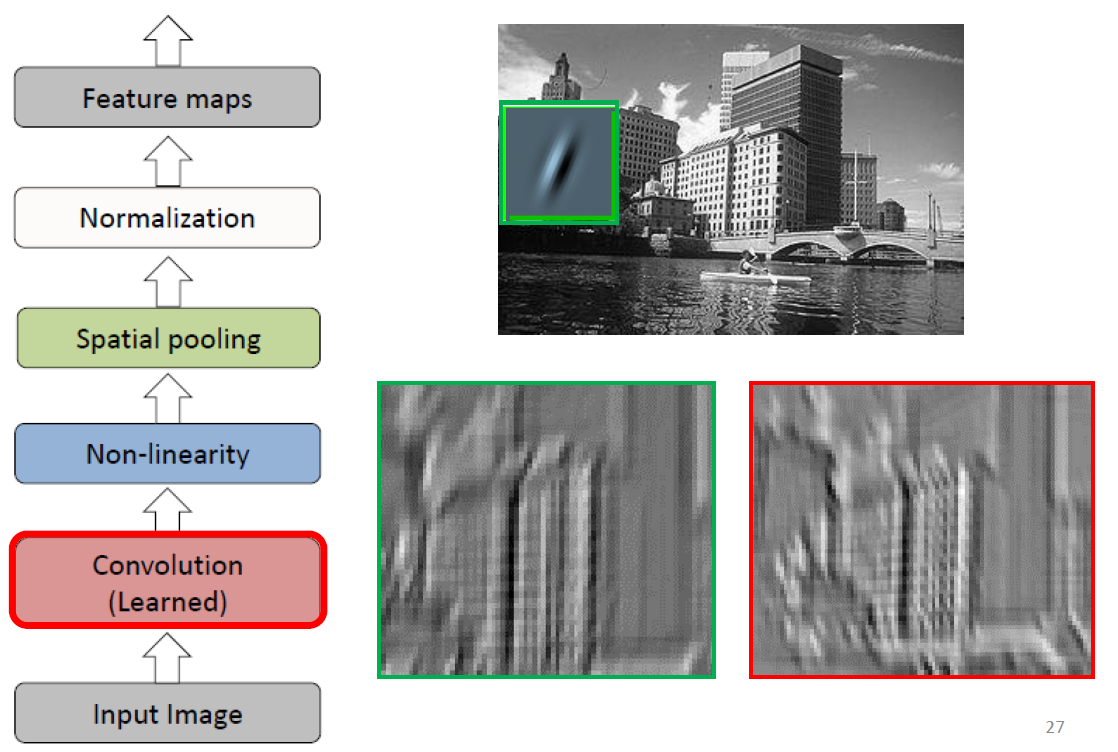 Feature maps
Normalization
Spatial pooling
Non-linearity
Convolution
(Learned)
Input Image
27